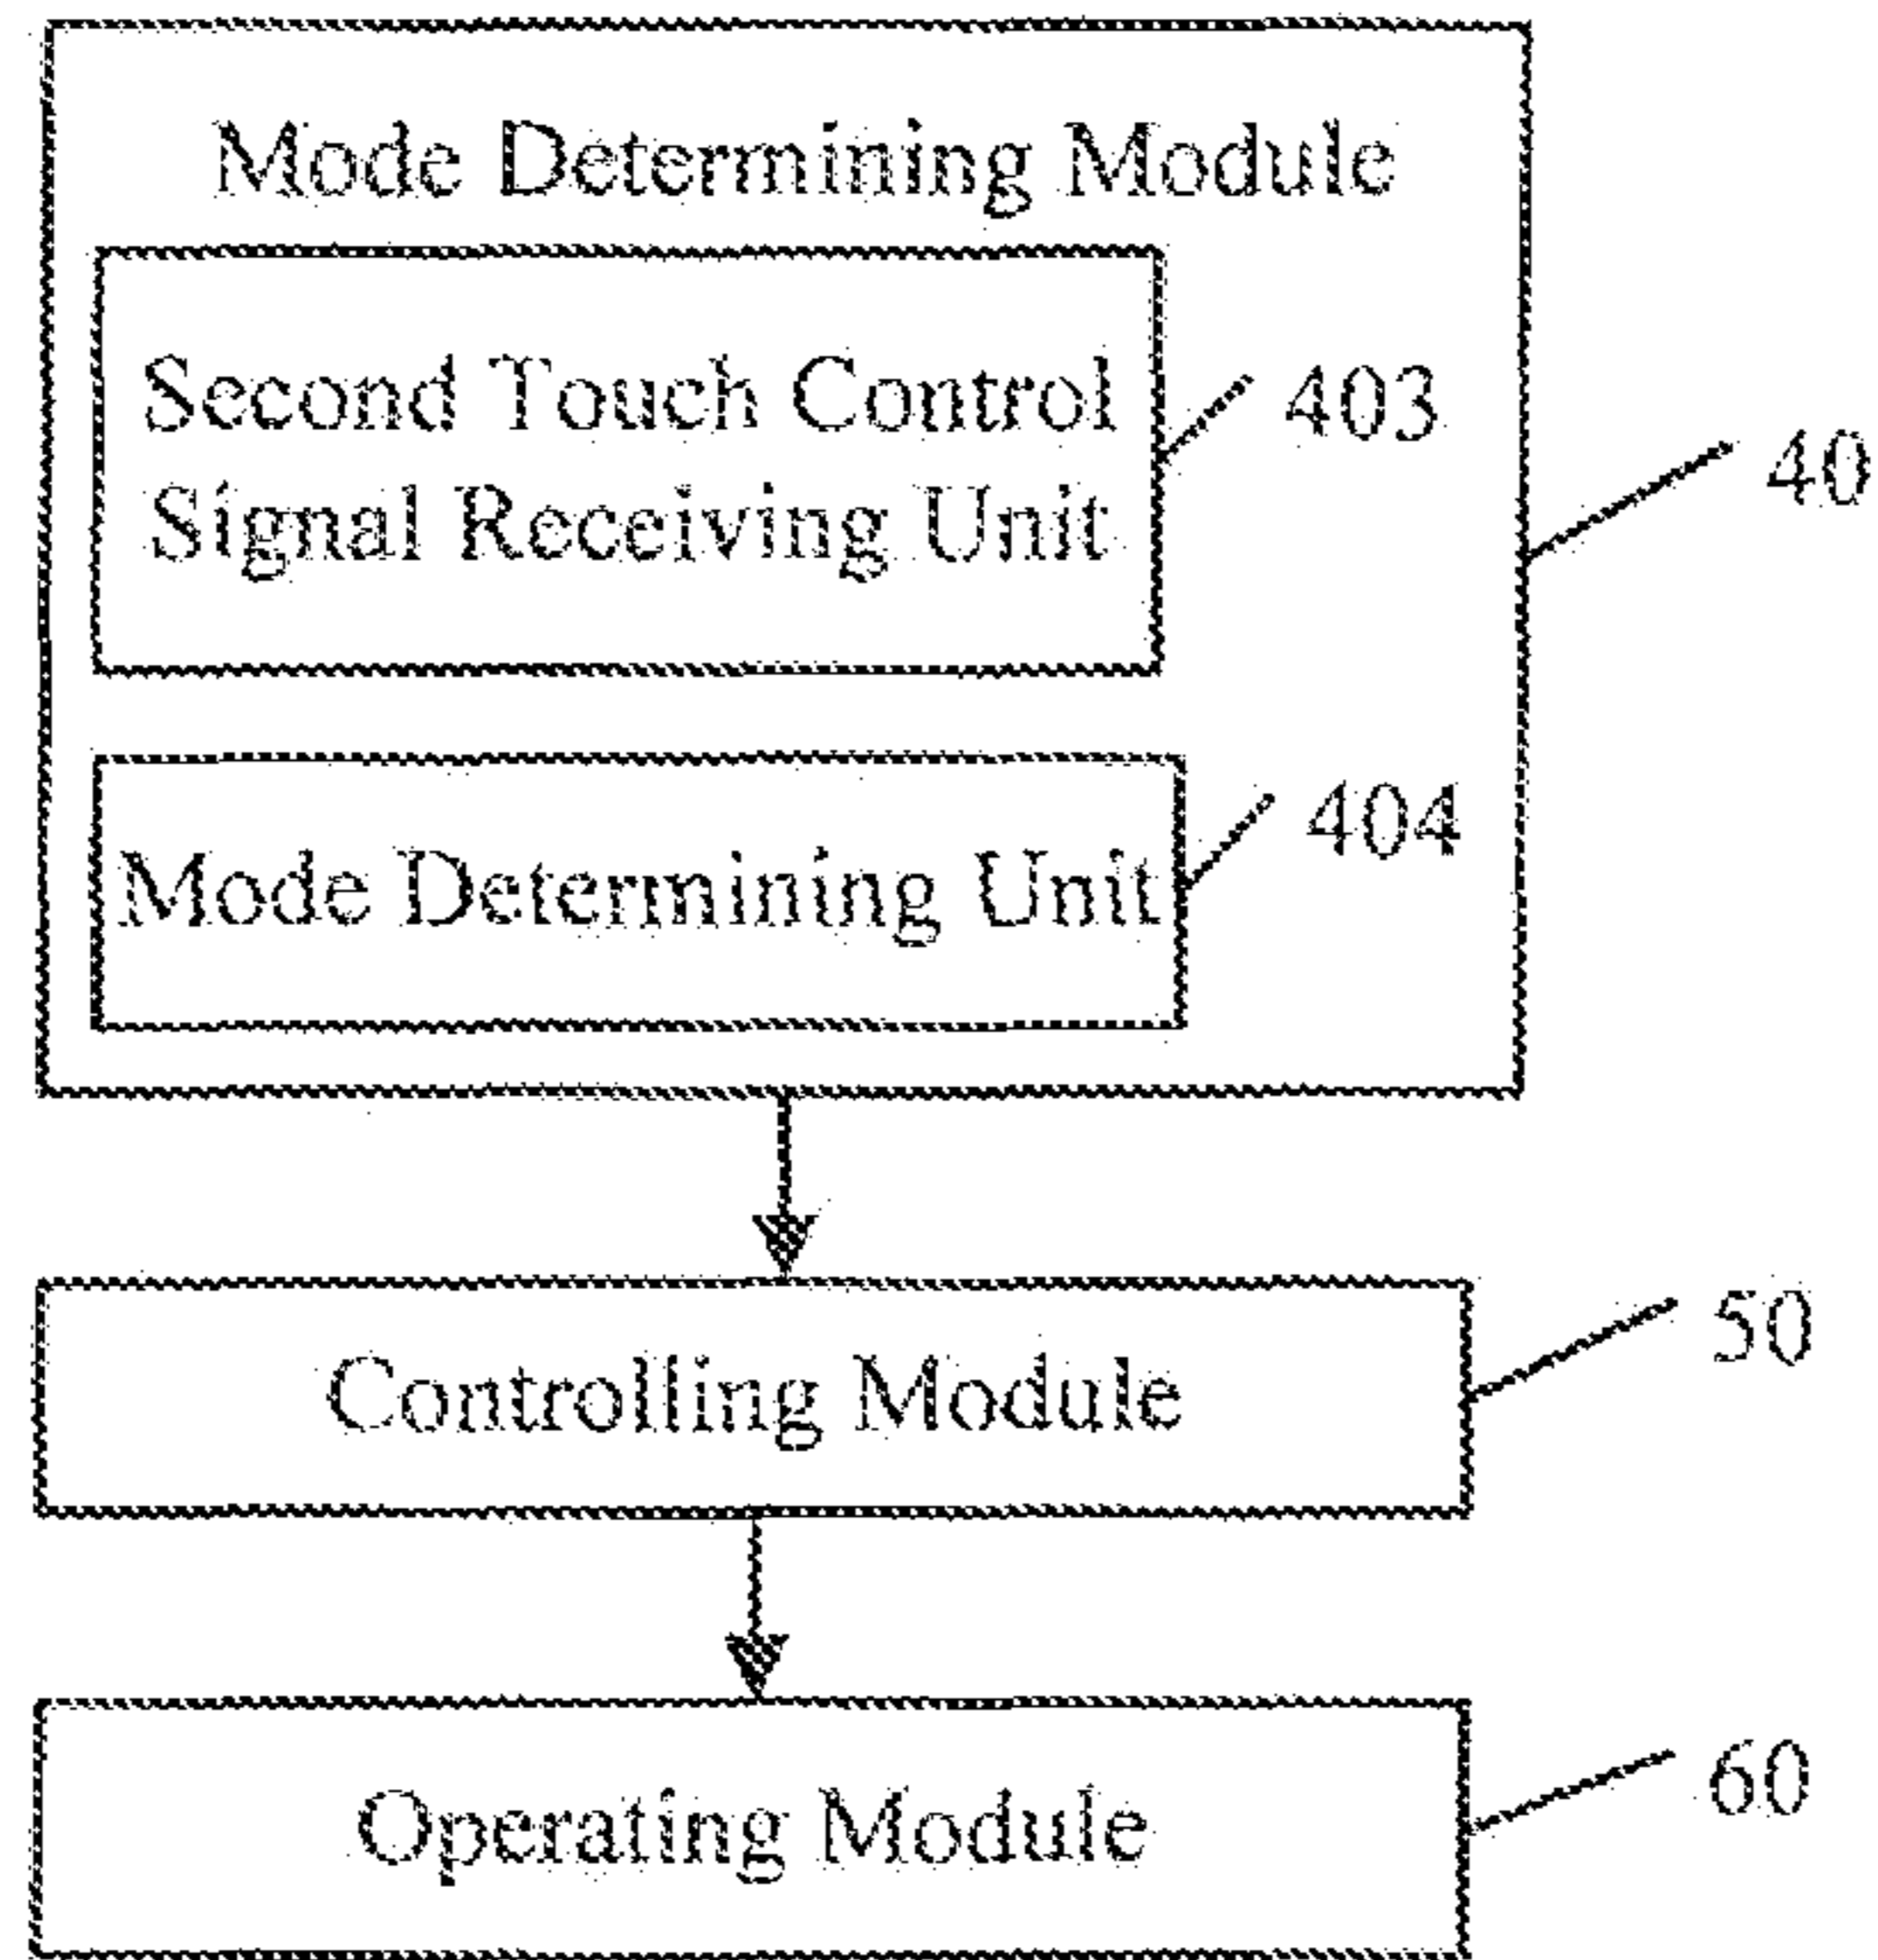 Mode Determining Module
Second Touch Control
Signal Receiving Unit
403
40
Mode Determining Unit
404
Controlling Module
50
Operating Module
60